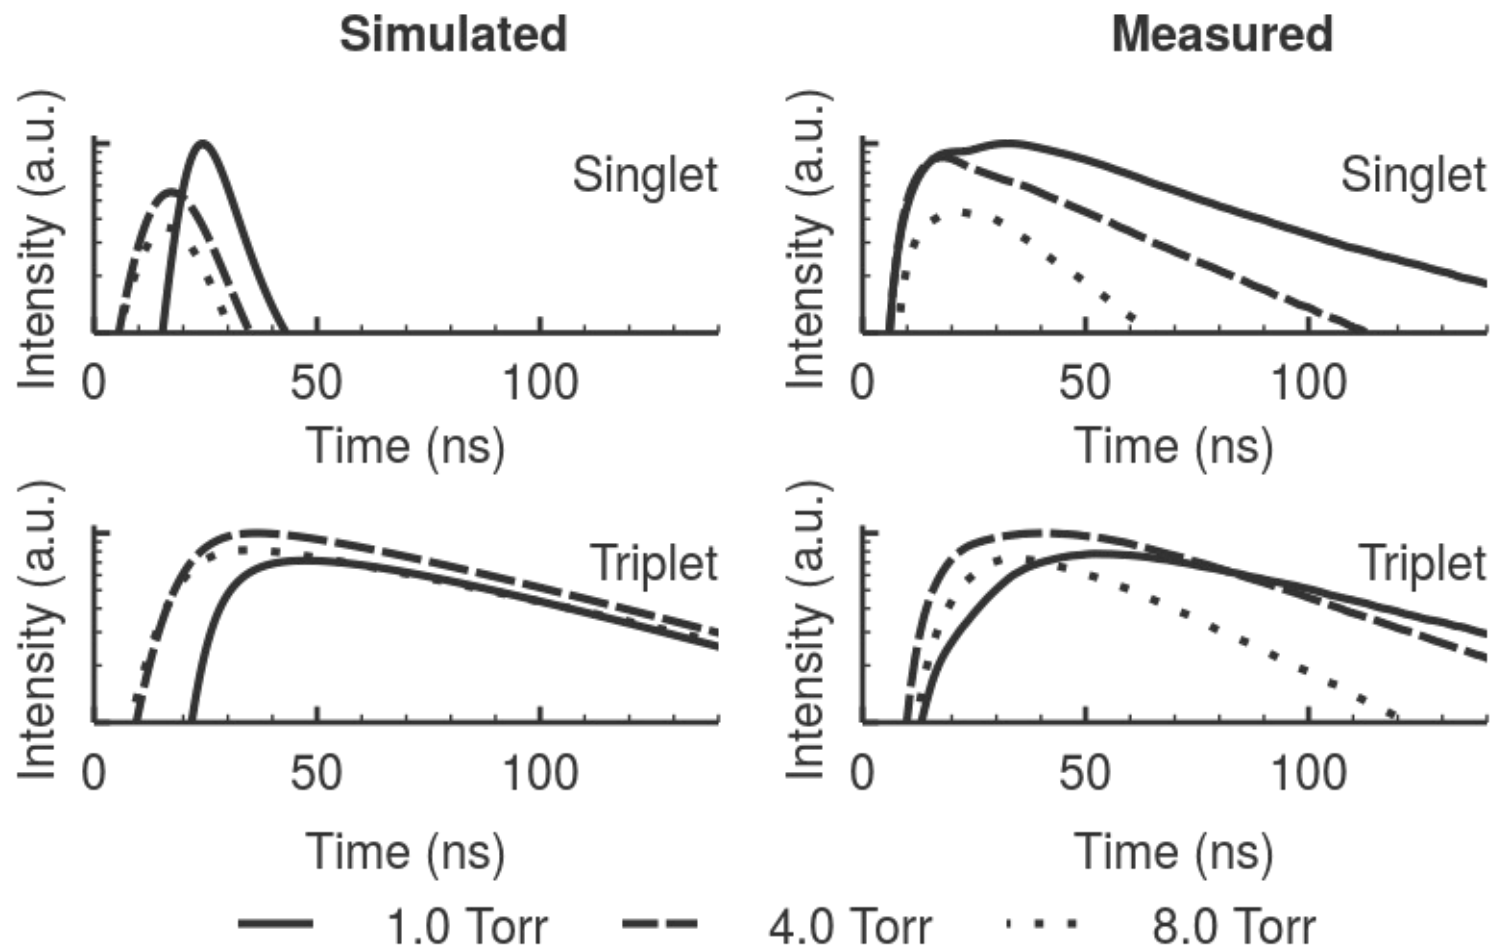 Simulated
Measured
Intensity (a.u.)
Singlet
0 50 100
Time (ns)
Intensity (a.u.)
Singlet
0 50 100
Time (ns)
Intensity (a.u.)
Triplet
0 50 100
Time (ns)
Intensity (a.u.)
Triplet
0 50 100
Time (ns)
1.0 Torr 4.0 Torr 8.0 Torr